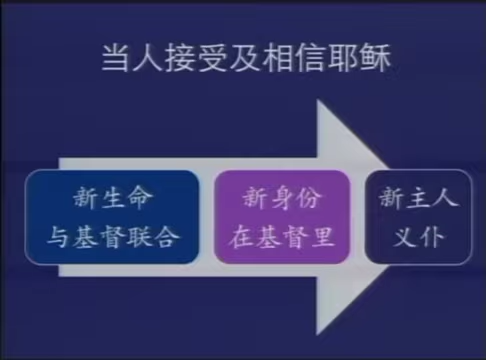 当人接受及相信耶稣
新生命
与基督联合
新身份
在基督里
新主人
义仆